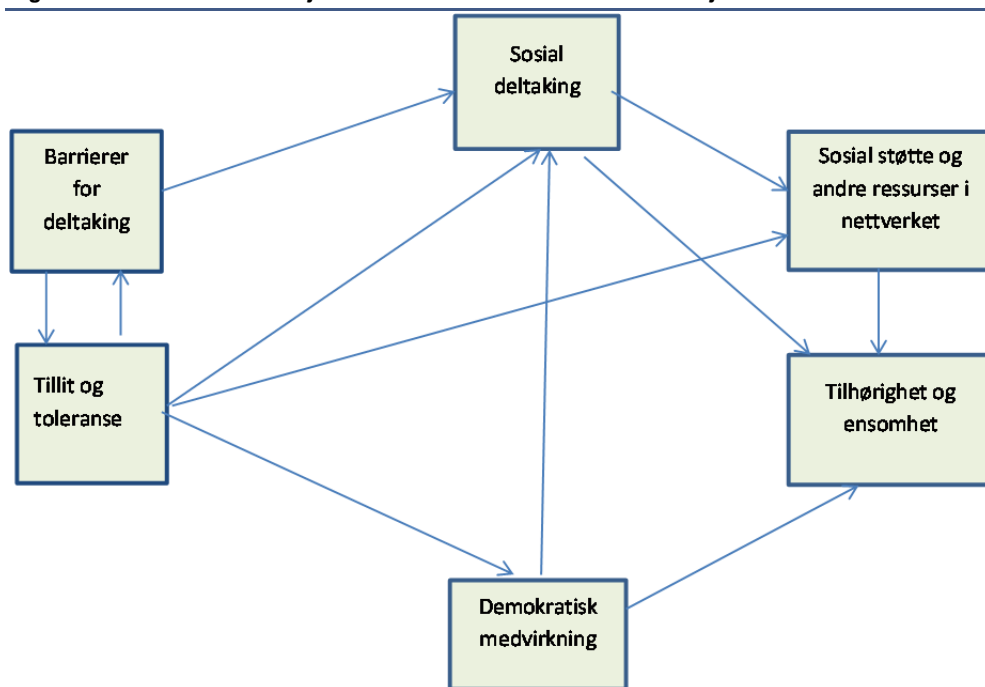 Sosial
deltaking
Barrierer
for
deltaking
Sosial støtte og
andre ressurser i
nettverket
Tillit og
toleranse
Tilhørighet og
ensomhet
Demokratisk
medvirkning